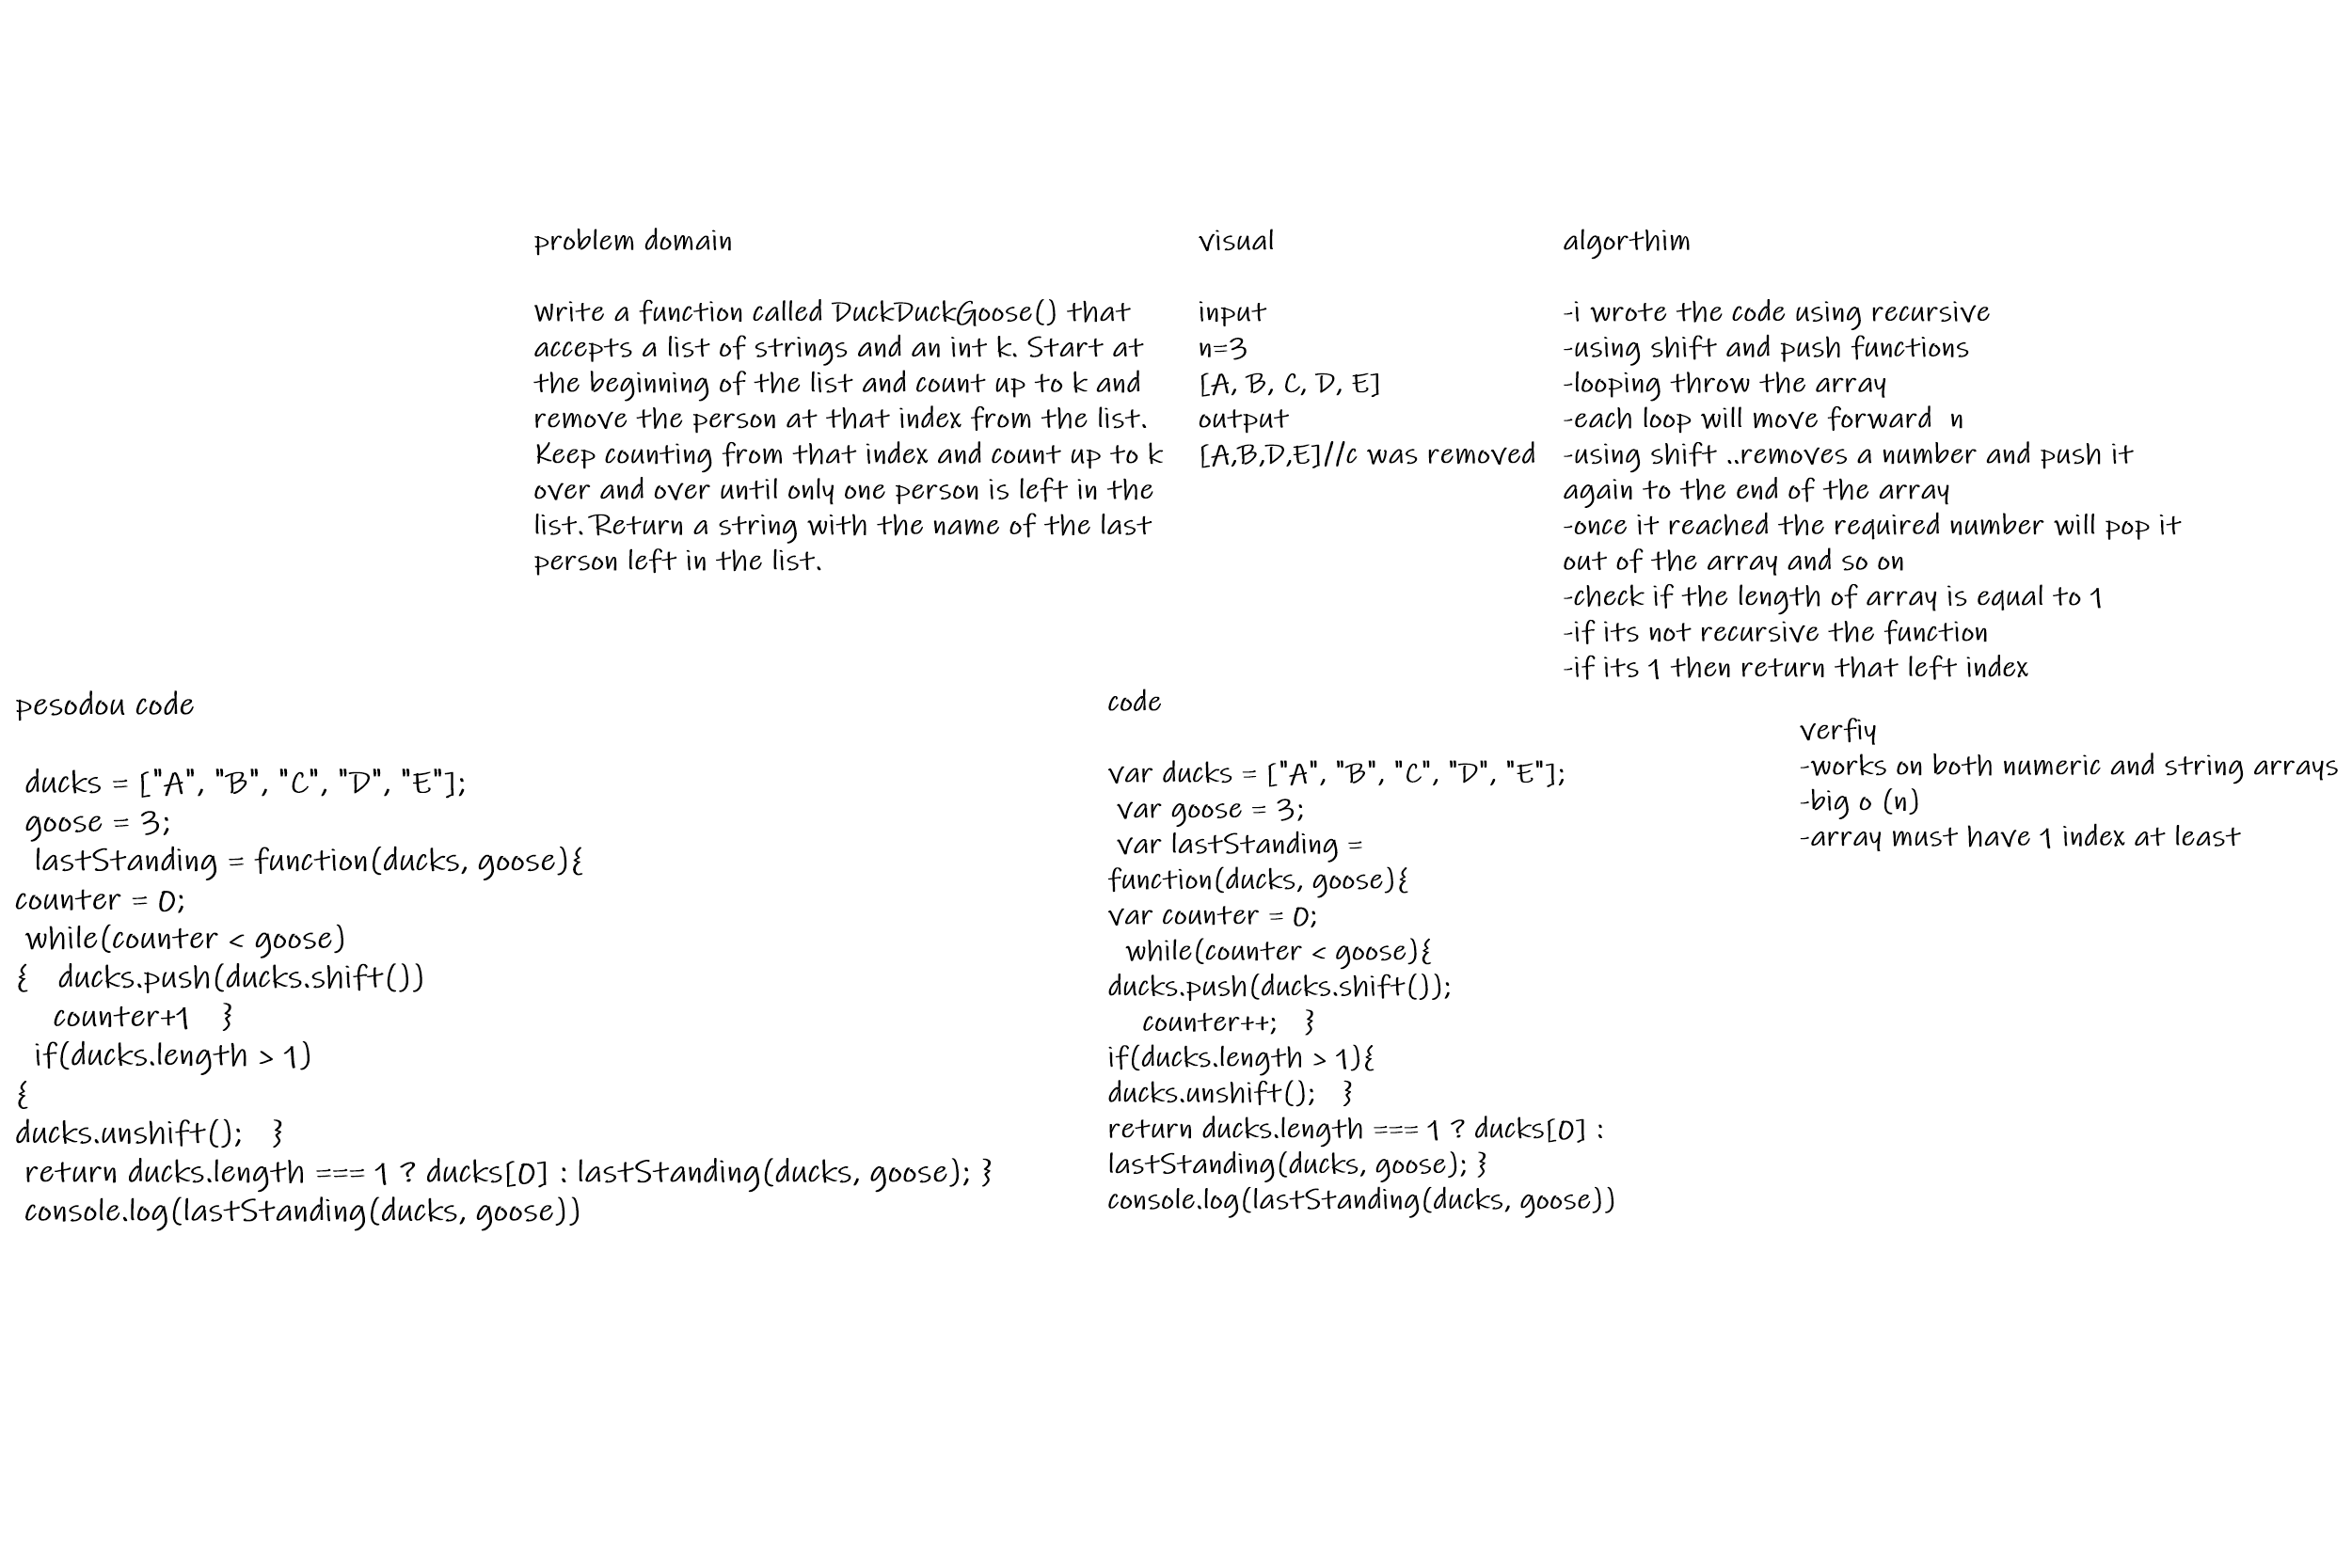 problem domain
Write a function called DuckDuckGoose() that
accepts a list of strings and an int k. Start at
the beginning of the list and count up to k and
remove the person at that index from the list.
Keep counting from that index and count up to k
over and over until only one person is left in the
list. Return a string with the name of the last
person left in the list.
visual
input
n=3
[A, B, C, D, E]
output
[A,B,D,E]//c was removed
algorthim
-i wrote the code using recursive
-using shift and push functions
-looping throw the array
-each loop will move forward  n
-using shift ..removes a number and push it
again to the end of the array
-once it reached the required number will pop it
out of the array and so on
-check if the length of array is equal to 1
-if its not recursive the function
-if its 1 then return that left index
pesodou code
ducks = ["A", "B", "C", "D", "E"];
goose = 3;
lastStanding = function(ducks, goose){
counter = 0;
while(counter < goose)
{   ducks.push(ducks.shift())
counter+1   }
if(ducks.length > 1)
{
ducks.unshift();   }
return ducks.length === 1 ? ducks[0] : lastStanding(ducks, goose); }
console.log(lastStanding(ducks, goose))
code
var ducks = ["A", "B", "C", "D", "E"];
var goose = 3;
var lastStanding =
function(ducks, goose){
var counter = 0;
while(counter < goose){
ducks.push(ducks.shift());
counter++;   }
if(ducks.length > 1){
ducks.unshift();   }
return ducks.length === 1 ? ducks[0] :
lastStanding(ducks, goose); }
console.log(lastStanding(ducks, goose))
verfiy
-works on both numeric and string arrays
-big o (n)
-array must have 1 index at least